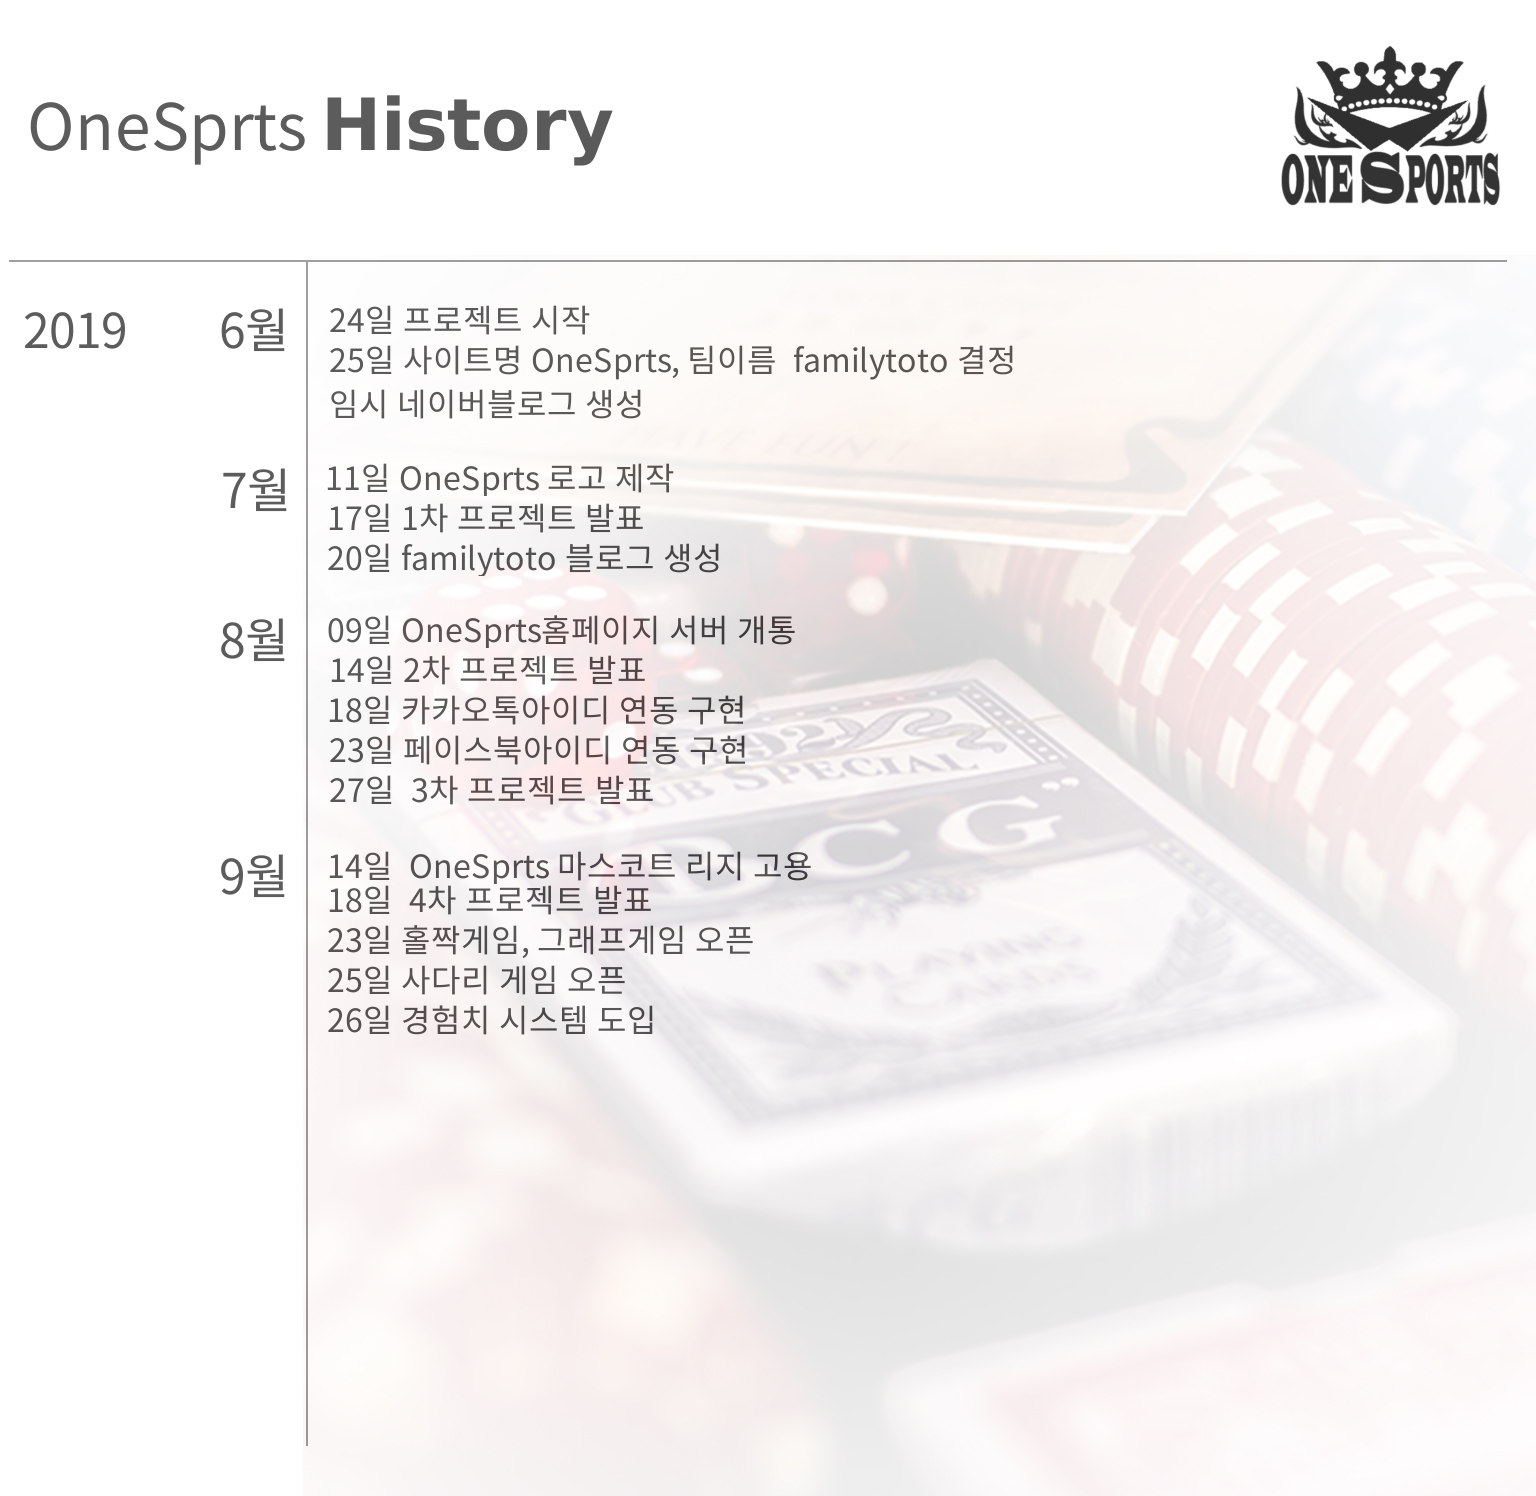 OneSprts History
ONE SPORTS
2019
6월
24일 프로젝트 시작
25일 사이트명 OneSprts, 팀이름 familytoto 결정
임시 네이버블로그 생성
7월
11일 OneSprts 로고 제작
17일 1차 프로젝트 발표
20일 familytoto 블로그 생성
8월
09일 OneSprts홈페이지 서버 개통
14일 2차 프로젝트 발표
18일 카카오톡아이디 연동 구현
23일 페이스북아이디 연동 구현
27일 3차 프로젝트 발표
9월
14일 OneSprts 마스코트 리지 고용
18일 4차 프로젝트 발표
23일 홀짝게임, 그래프게임 오픈
25일 사다리 게임 오픈
26일 경험치 시스템 도입
CLUB SPECIAL
PLAYING
CARDS